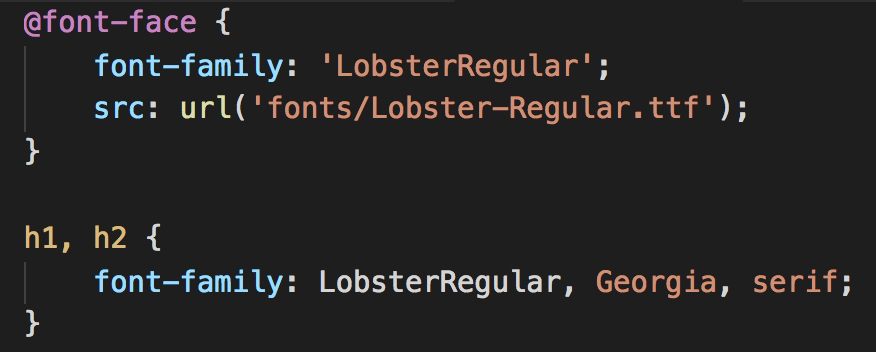 @font-face {
    font-family: 'LobsterRegular';
    src: url('fonts/Lobster-Regular.ttf');
}

h1, h2 {
    font-family: LobsterRegular, Georgia, serif;
}